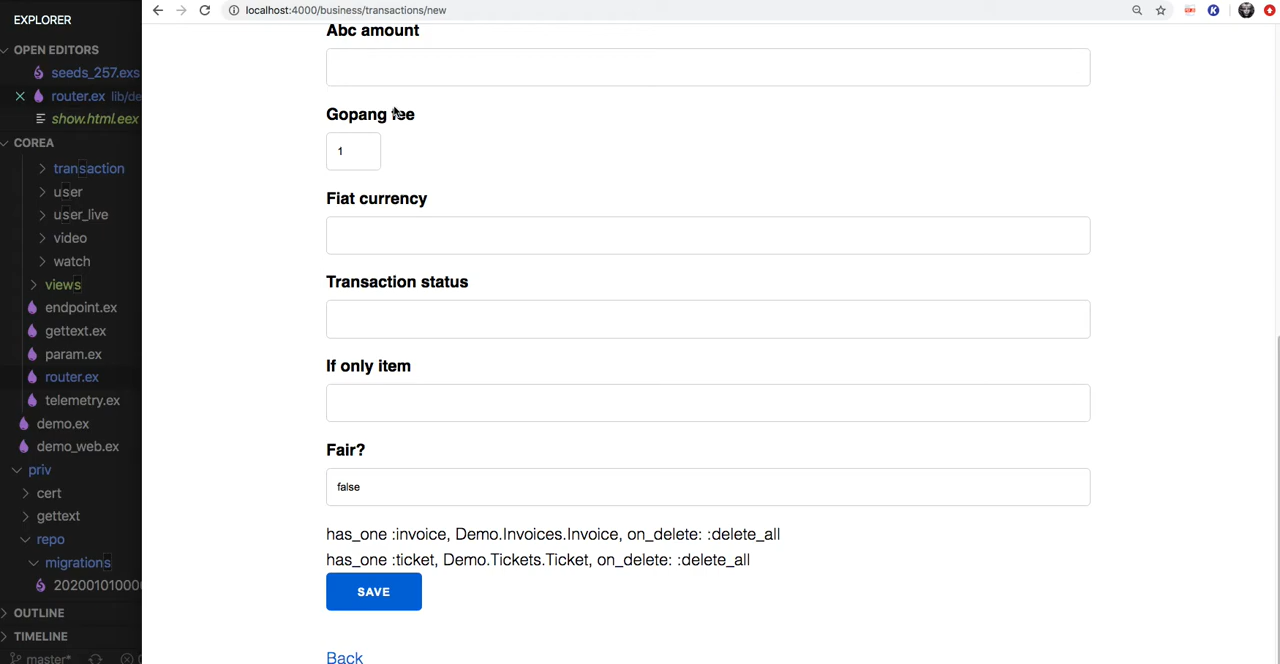 EXPLORER
OPEN EDITORS
seeds_257.exs
router.ex lib/de
show.html.eex
COREA
transaction
user
user_live
video
watch
views
endpoint.ex
gettext.ex
param.ex
router.ex
telemetry.ex
demo.ex
demo_web.ex
priv
cert
gettext
repo
migrations
20200101000
OUTLINE
TIMELINE
master*
localhost:4000/business/transactions/new
Abc amount
Gopang fee
1
Fiat currency
Transaction status
If only item
Fair?
false
has_one :invoice, Demo.Invoices.Invoice, on_delete: :delete_all
has_one :ticket, Demo.Tickets.Ticket, on_delete: :delete_all
SAVE
Back